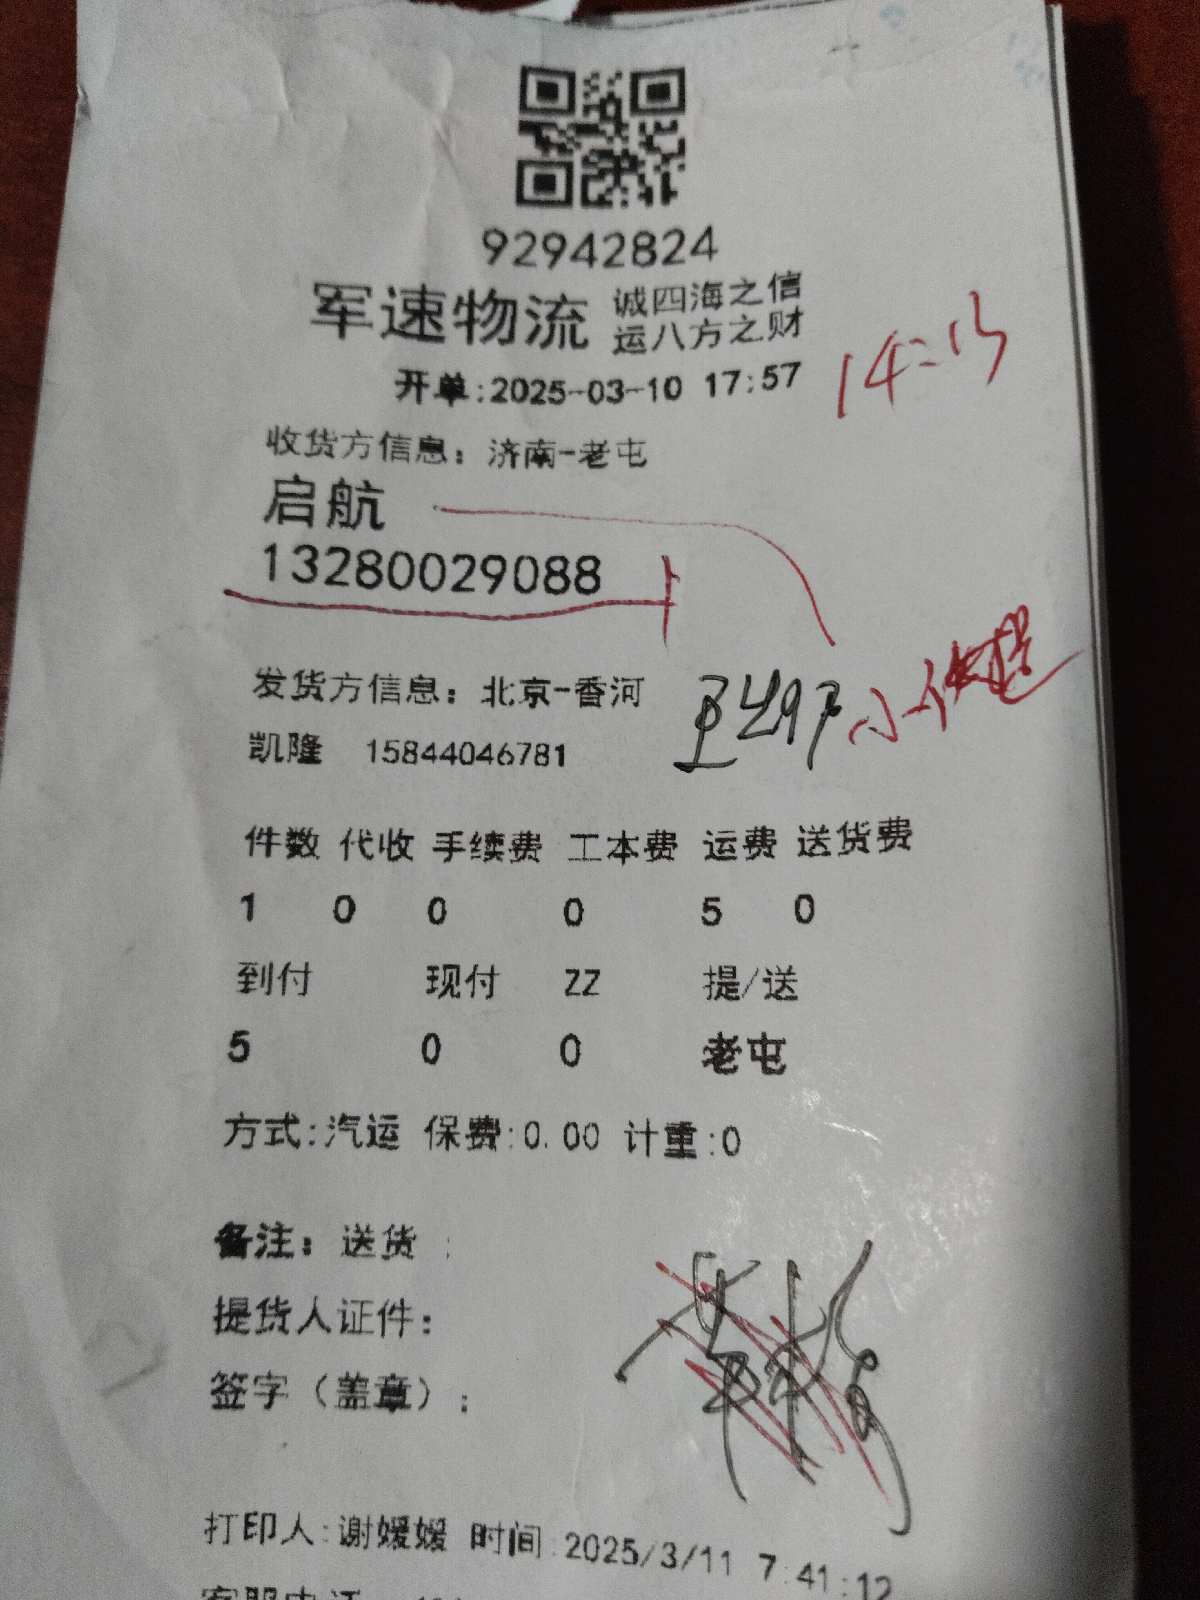 92942824
军速物流 诚四海之信
运八方之财
开单:2025-03-10 17:57
14:13
收货方信息：济南-老屯
启航
13280029088
发货方信息：北京-香河
凯隆 15844046781
件数 代收 手续费 工本费 运费 送货费
1 0 0 0 5 0
到付 现付 ZZ 提/送
5 0 0 老屯
方式:汽运 保费:0.00 计重:0
备注：送货 :
提货人证件：
签字（盖章）：
打印人:谢媛媛 时间:2025/3/11 7:41:12